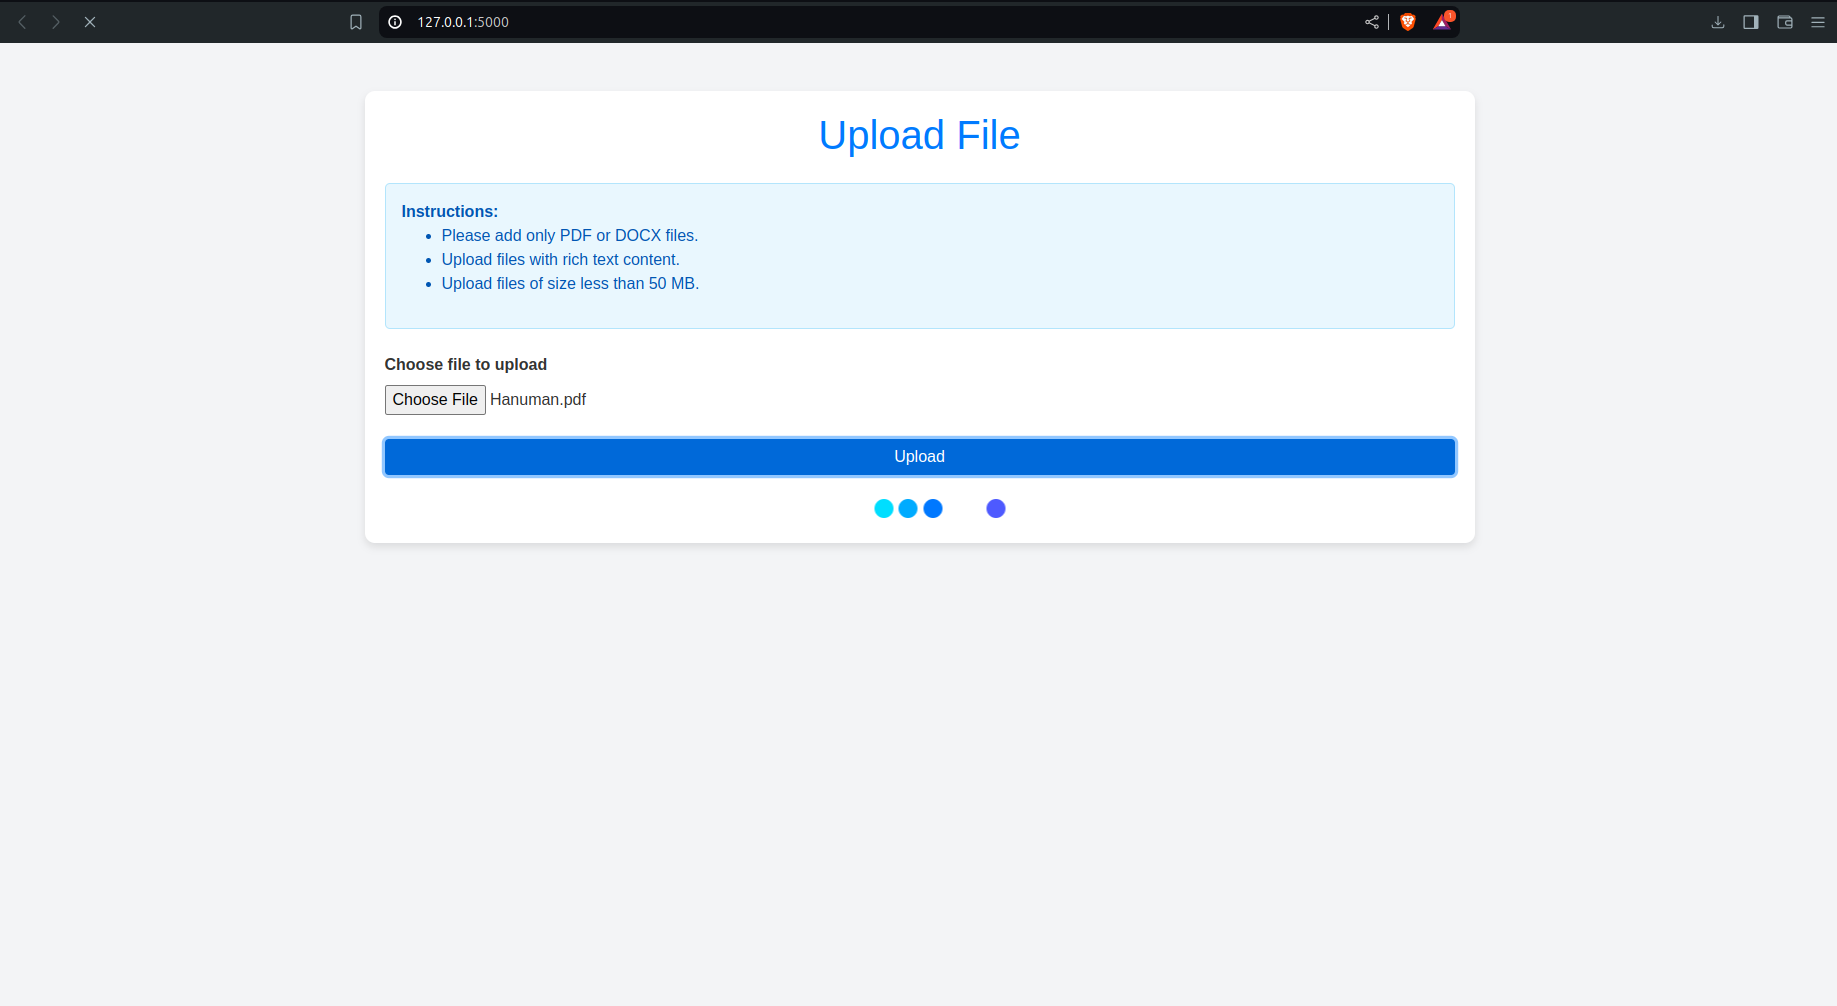 127.0.0.1:5000
1
Upload File
Instructions:
Please add only PDF or DOCX files.
Upload files with rich text content.
Upload files of size less than 50 MB.
Choose file to upload
Choose File Hanuman.pdf
Upload